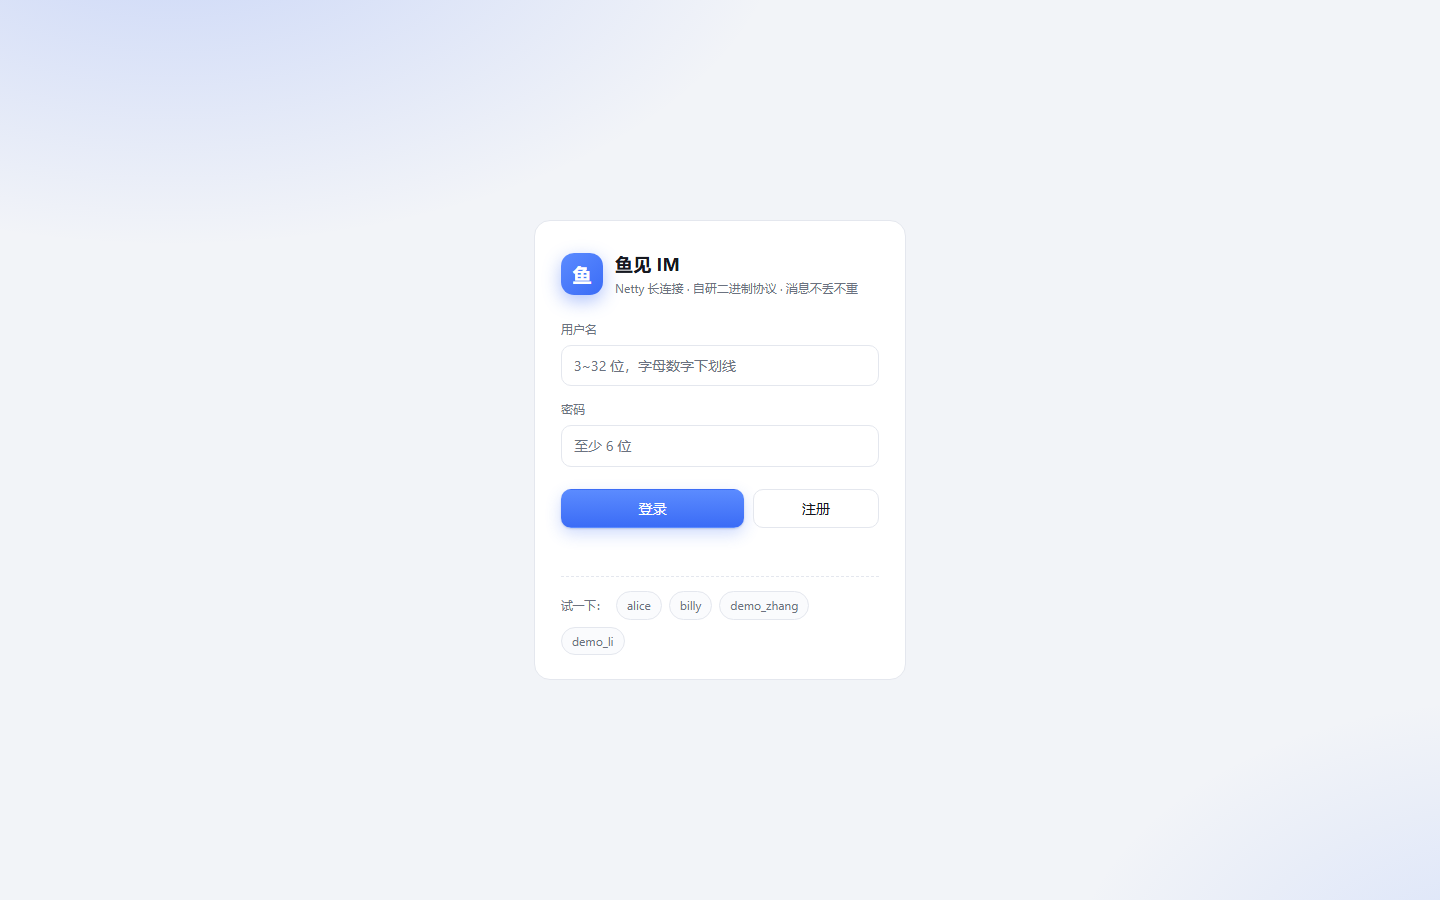 鱼
鱼见 IM
Netty 长连接 · 自研二进制协议 · 消息不丢不重
用户名
3~32 位，字母数字下划线
密码
至少 6 位
登录 注册
试一下： alice billy demo_zhang
demo_li